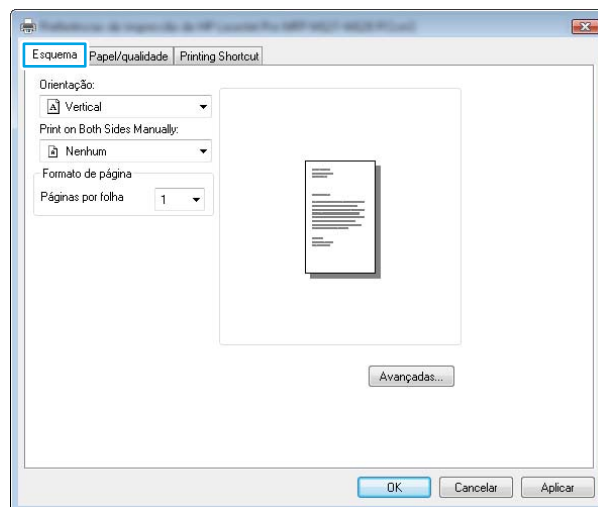 Esquema Papel/qualidade Printing Shortcut
Orientação:
Vertical
Print on Both Sides Manually:
Nenhum
Formato de página
Páginas por folha 1
Avançadas...
OK Cancelar Aplicar